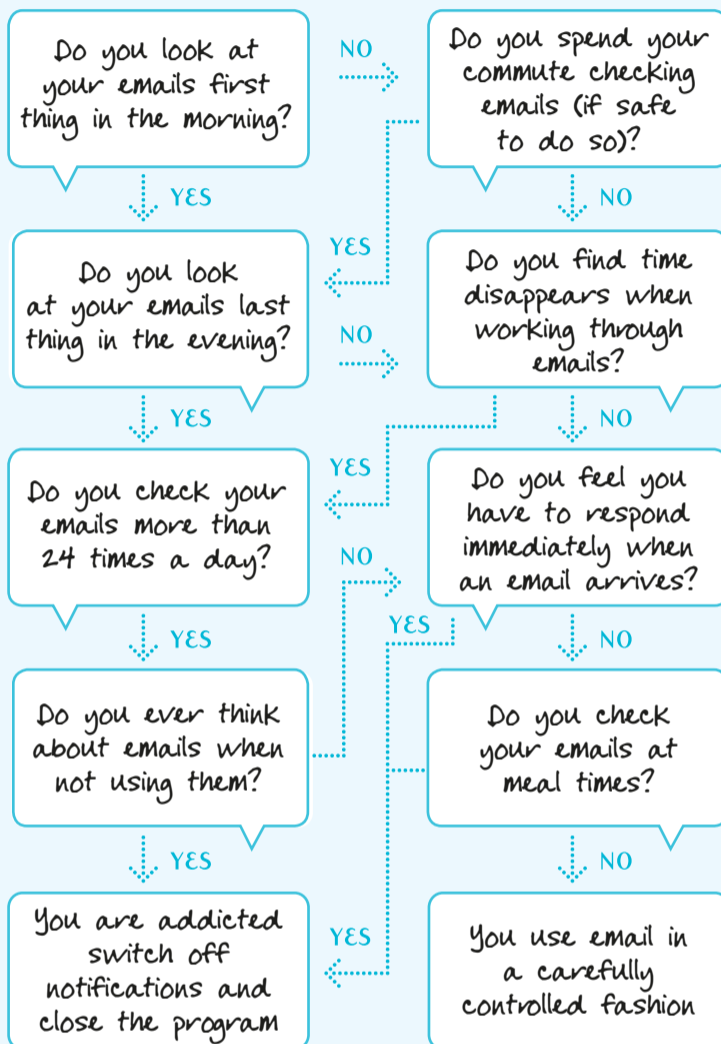 Do you look at
your emails first
thing in the morning?
NO
Do you spend your
commute checking
emails (if safe
to do so)?
YES
NO
Do you look
at your emails last
thing in the evening?
YES
NO
Do you find time
disappears when
working through
emails?
YES
NO
Do you check your
emails more than
24 times a day?
YES
NO
Do you feel you
have to respond
immediately when
an email arrives?
YES
YES
NO
Do you ever think
about emails when
not using them?
Do you check
your emails at
meal times?
YES
NO
You are addicted
switch off
notifications and
close the program
YES
You use email in
a carefully
controlled fashion